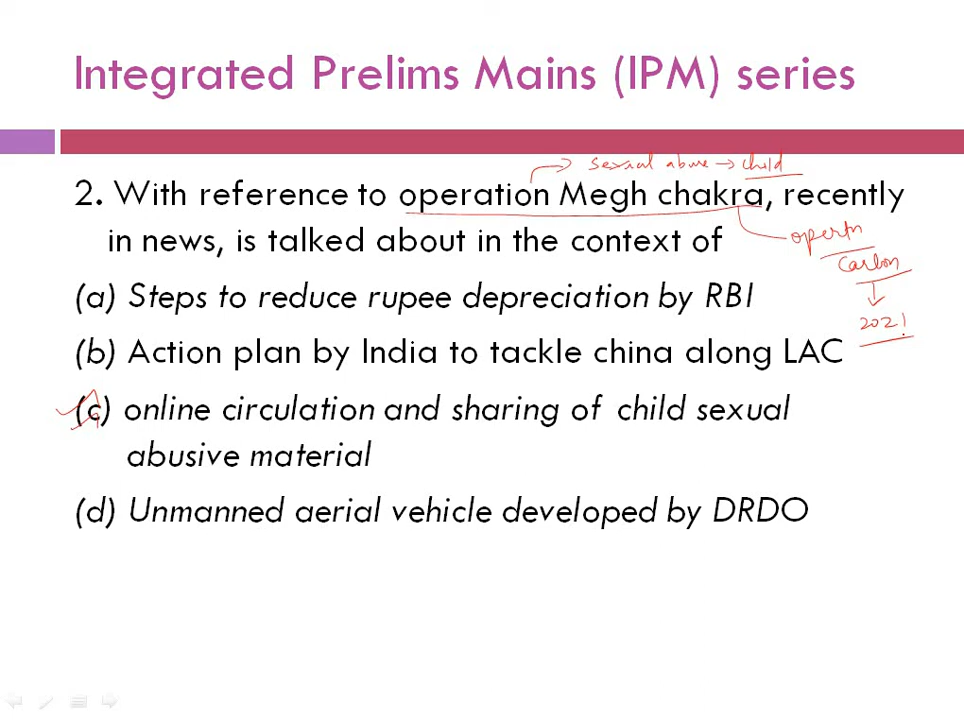 Integrated Prelims Mains (IPM) series
sexual abuse → child
2. With reference to operation Megh chakra, recently
in news, is talked about in the context of
opertn
carbon
2021
(a) Steps to reduce rupee depreciation by RBI
(b) Action plan by India to tackle china along LAC
(c) online circulation and sharing of child sexual
abusive material
(d) Unmanned aerial vehicle developed by DRDO